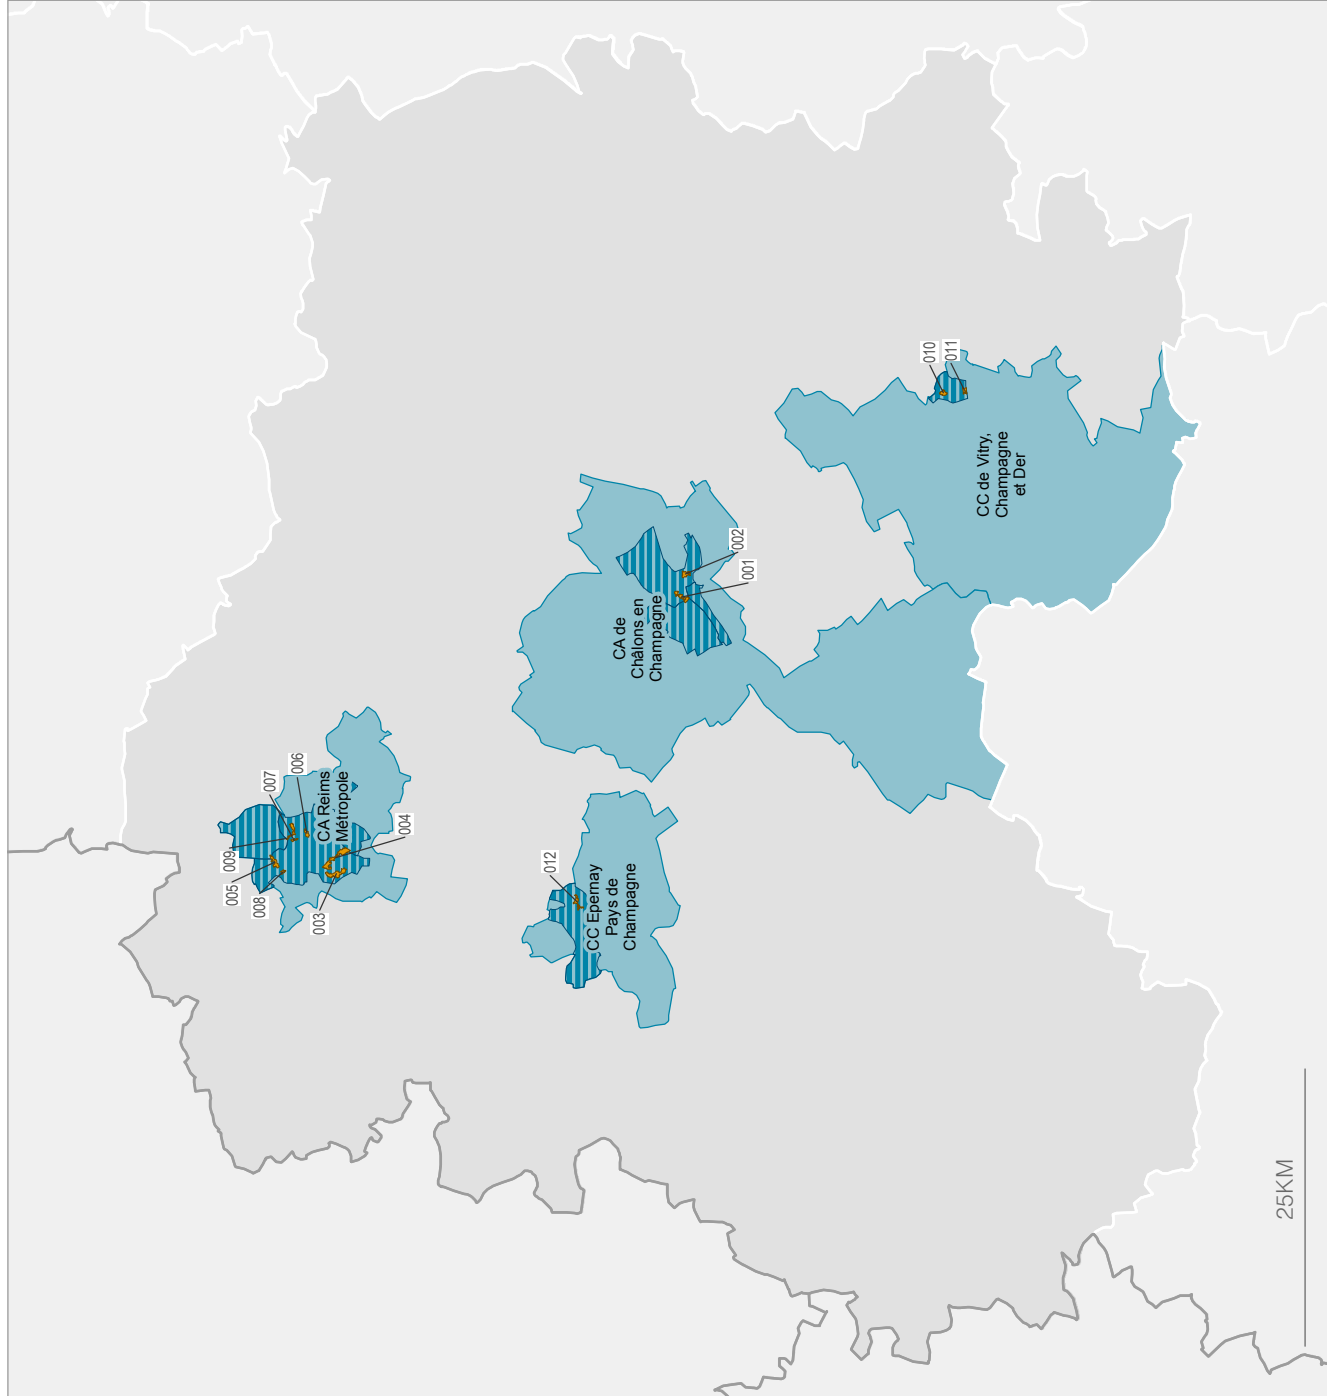 009
005
008
003
007
006
CA Reims
Métropole
004
012
CC Epernay
Pays de
Champagne
CA de
Châlons en
Champagne
002
001
010
011
CC de Vitry,
Champagne
et Der
25KM